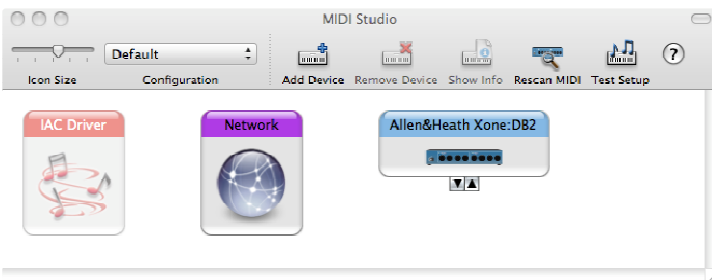 MIDI Studio
Default
Icon Size Configuration Add Device Remove Device Show Info Rescan MIDI Test Setup ?
IAC Driver Network Allen&Heath Xone:DB2